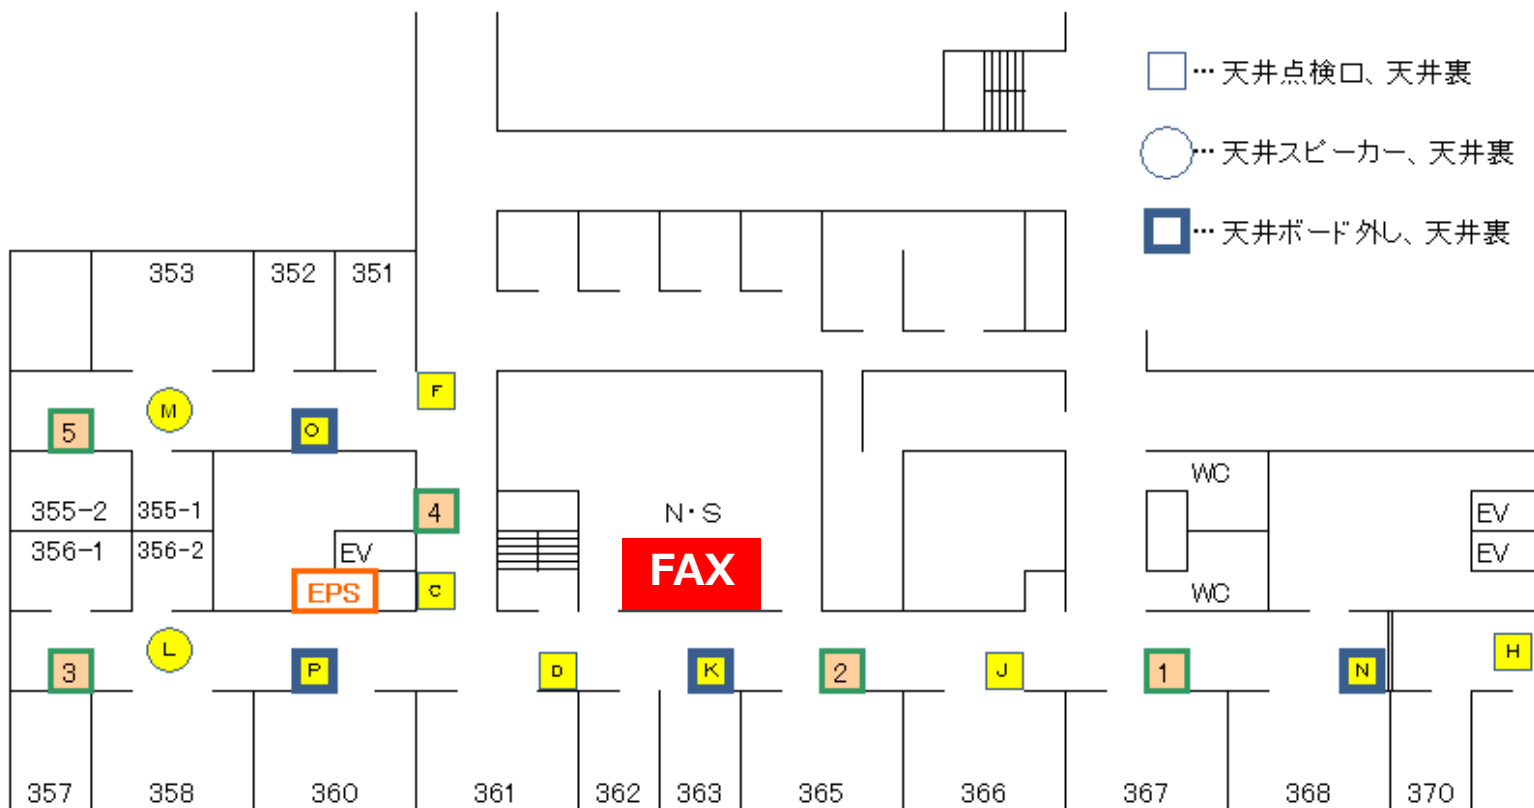 …天井点検口、天井裏
…天井スピーカー、天井裏
…天井ボード外し、天井裏
353
352
351
F
M
O
5
355-2
355-1
4
N・S
WC
EV
356-1
356-2
EV
FAX
EV
EPS
C
WC
3
L
P
D
K
2
J
1
N
H
357
358
360
361
362
363
365
366
367
368
370